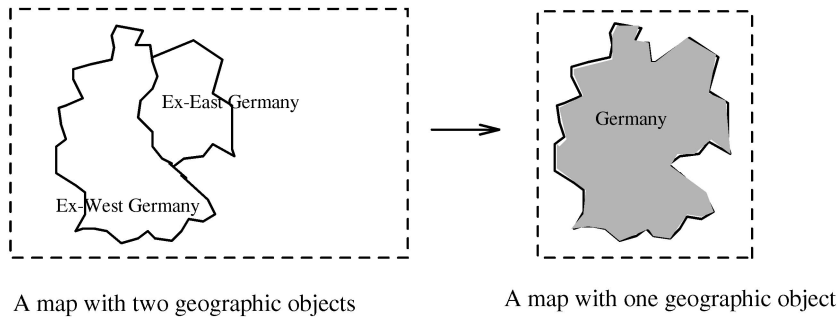 Ex-East Germany
Ex-West Germany
A map with two geographic objects
Germany
A map with one geographic object